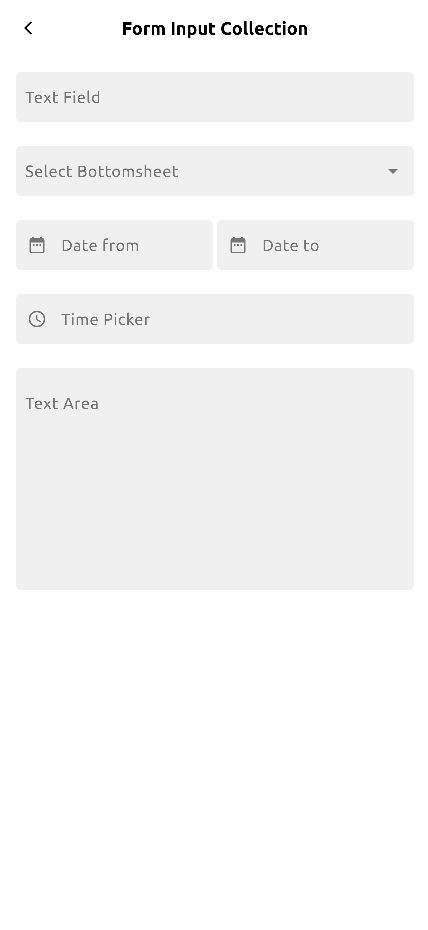 Form Input Collection
Text Field
Select Bottomsheet
Date from
Date to
Time Picker
Text Area